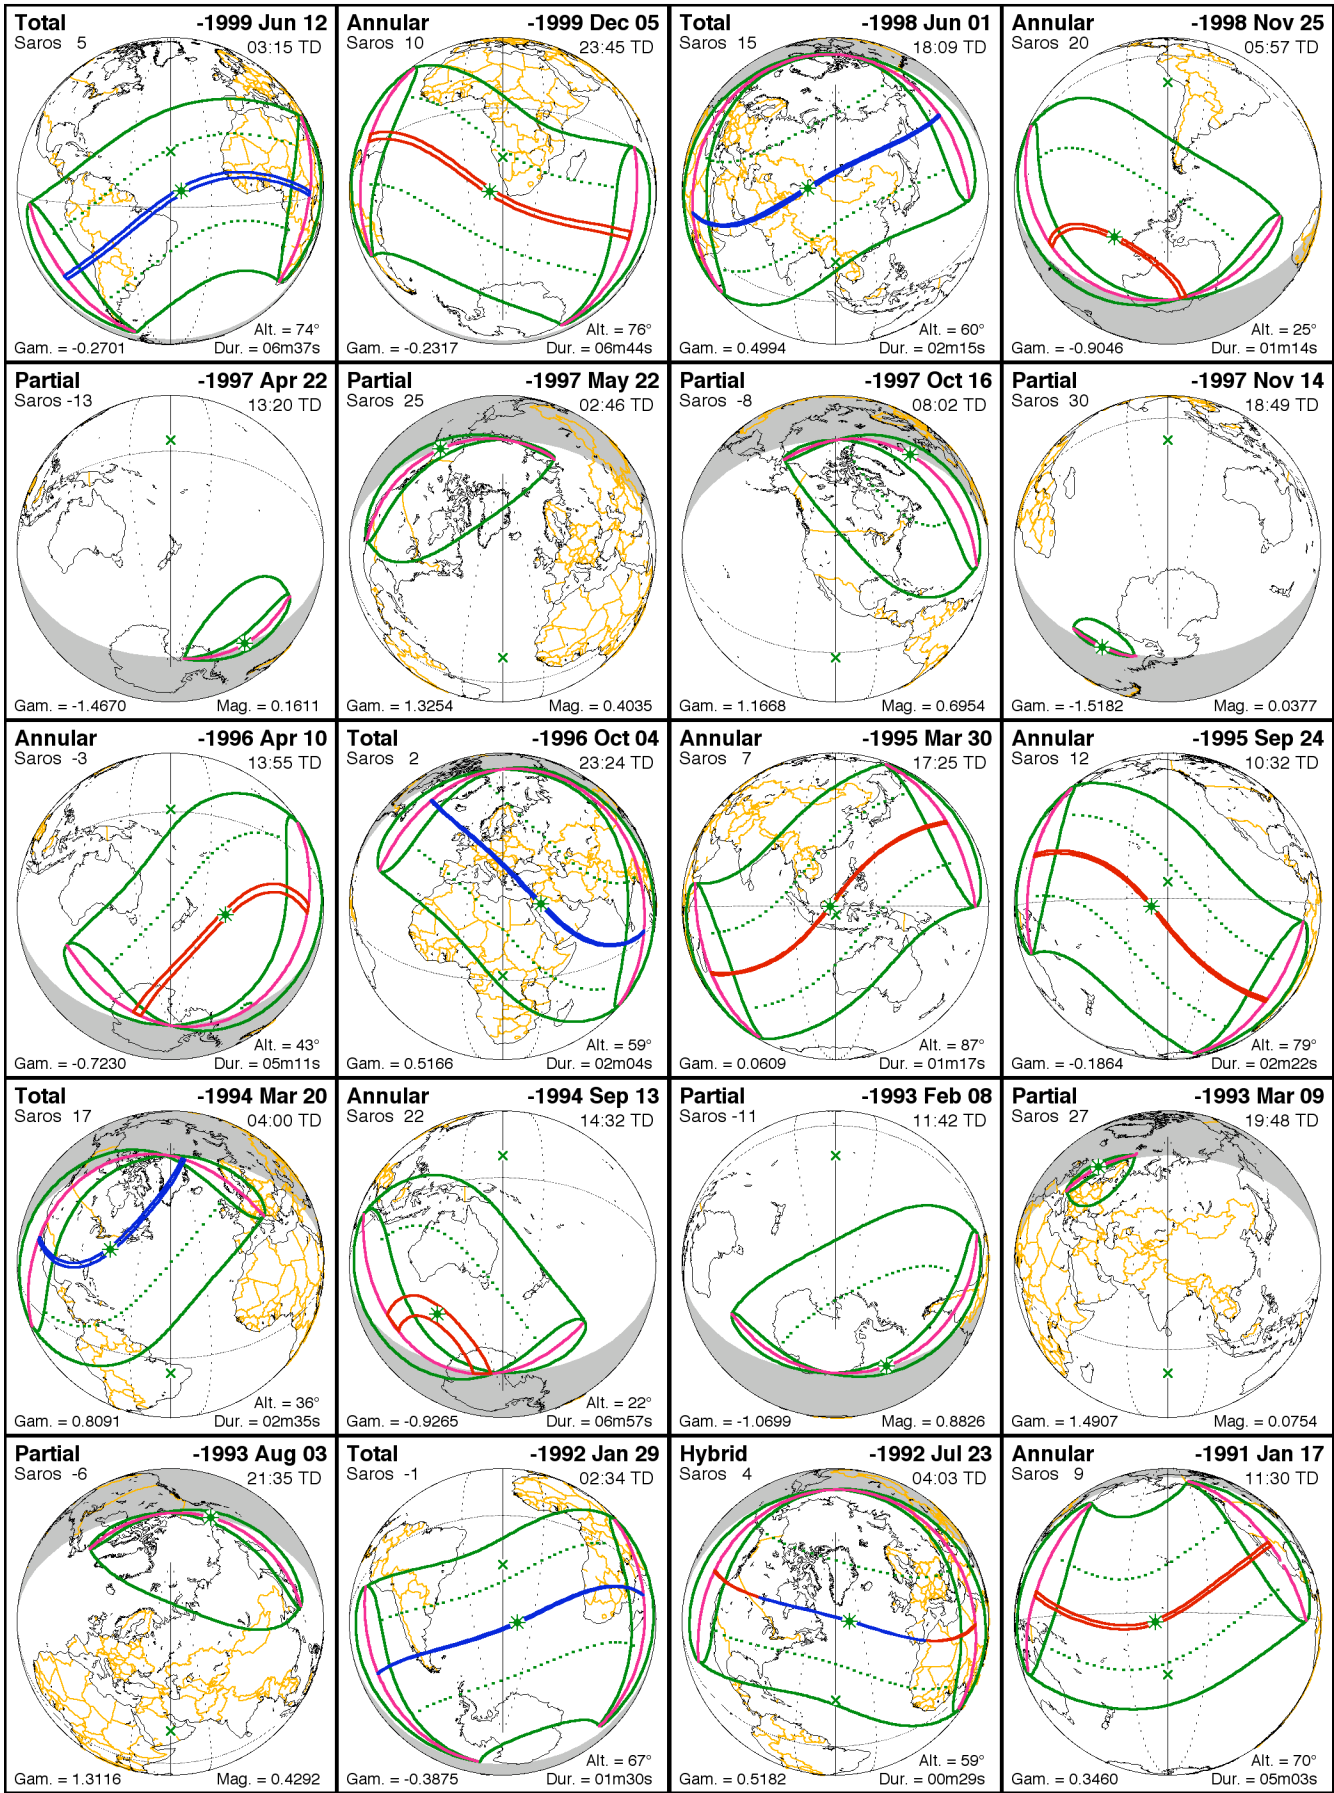 Total -1999 Jun 12
Saros 5 03:15 TD
Alt. = 74°
Gam. = -0.2701 Dur. = 06m37s
Annular -1999 Dec 05
Saros 10 23:45 TD
Alt. = 76°
Gam. = -0.2317 Dur. = 06m44s
Total -1998 Jun 01
Saros 15 18:09 TD
Alt. = 60°
Gam. = 0.4994 Dur. = 02m15s
Annular -1998 Nov 25
Saros 20 05:57 TD
Alt. = 25°
Gam. = -0.9046 Dur. = 01m14s
Partial -1997 Apr 22
Saros -13 13:20 TD
Gam. = -1.4670 Mag. = 0.1611
Partial -1997 May 22
Saros 25 02:46 TD
Gam. = 1.3254 Mag. = 0.4035
Partial -1997 Oct 16
Saros -8 08:02 TD
Gam. = 1.1668 Mag. = 0.6954
Partial -1997 Nov 14
Saros 30 18:49 TD
Gam. = -1.5182 Mag. = 0.0377
Annular -1996 Apr 10
Saros -3 13:55 TD
Alt. = 43°
Gam. = -0.7230 Dur. = 05m11s
Total -1996 Oct 04
Saros 2 23:24 TD
Alt. = 59°
Gam. = 0.5166 Dur. = 02m04s
Annular -1995 Mar 30
Saros 7 17:25 TD
Alt. = 87°
Gam. = 0.0609 Dur. = 01m17s
Annular -1995 Sep 24
Saros 12 10:32 TD
Alt. = 79°
Gam. = -0.1864 Dur. = 02m22s
Total -1994 Mar 20
Saros 17 04:00 TD
Alt. = 36°
Gam. = 0.8091 Dur. = 02m35s
Annular -1994 Sep 13
Saros 22 14:32 TD
Alt. = 22°
Gam. = -0.9265 Dur. = 06m57s
Partial -1993 Feb 08
Saros -11 11:42 TD
Gam. = -1.0699 Mag. = 0.8826
Partial -1993 Mar 09
Saros 27 19:48 TD
Gam. = 1.4907 Mag. = 0.0754
Partial -1993 Aug 03
Saros -6 21:35 TD
Gam. = 1.3116 Mag. = 0.4292
Total -1992 Jan 29
Saros -1 02:34 TD
Alt. = 67°
Gam. = -0.3875 Dur. = 01m30s
Hybrid -1992 Jul 23
Saros 4 04:03 TD
Alt. = 59°
Gam. = 0.5182 Dur. = 00m29s
Annular -1991 Jan 17
Saros 9 11:30 TD
Alt. = 70°
Gam. = 0.3460 Dur. = 05m03s